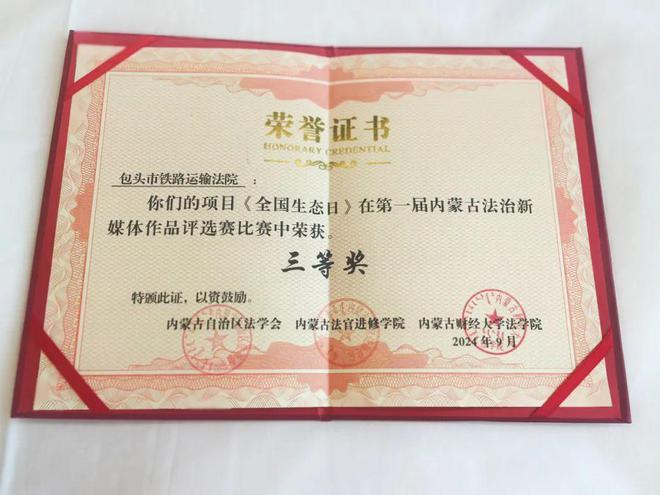 荣誉证书
HONORARY CREDENTIAL
包头市铁路运输法院 :
你们的项目《全国生态日》在第一届内蒙古法治新
媒体作品评选赛比赛中荣获。
三等奖
特颁此证，以资鼓励。
内蒙古自治区法学会 内蒙古法官进修学院 内蒙古财经大学法学院
2024年9月